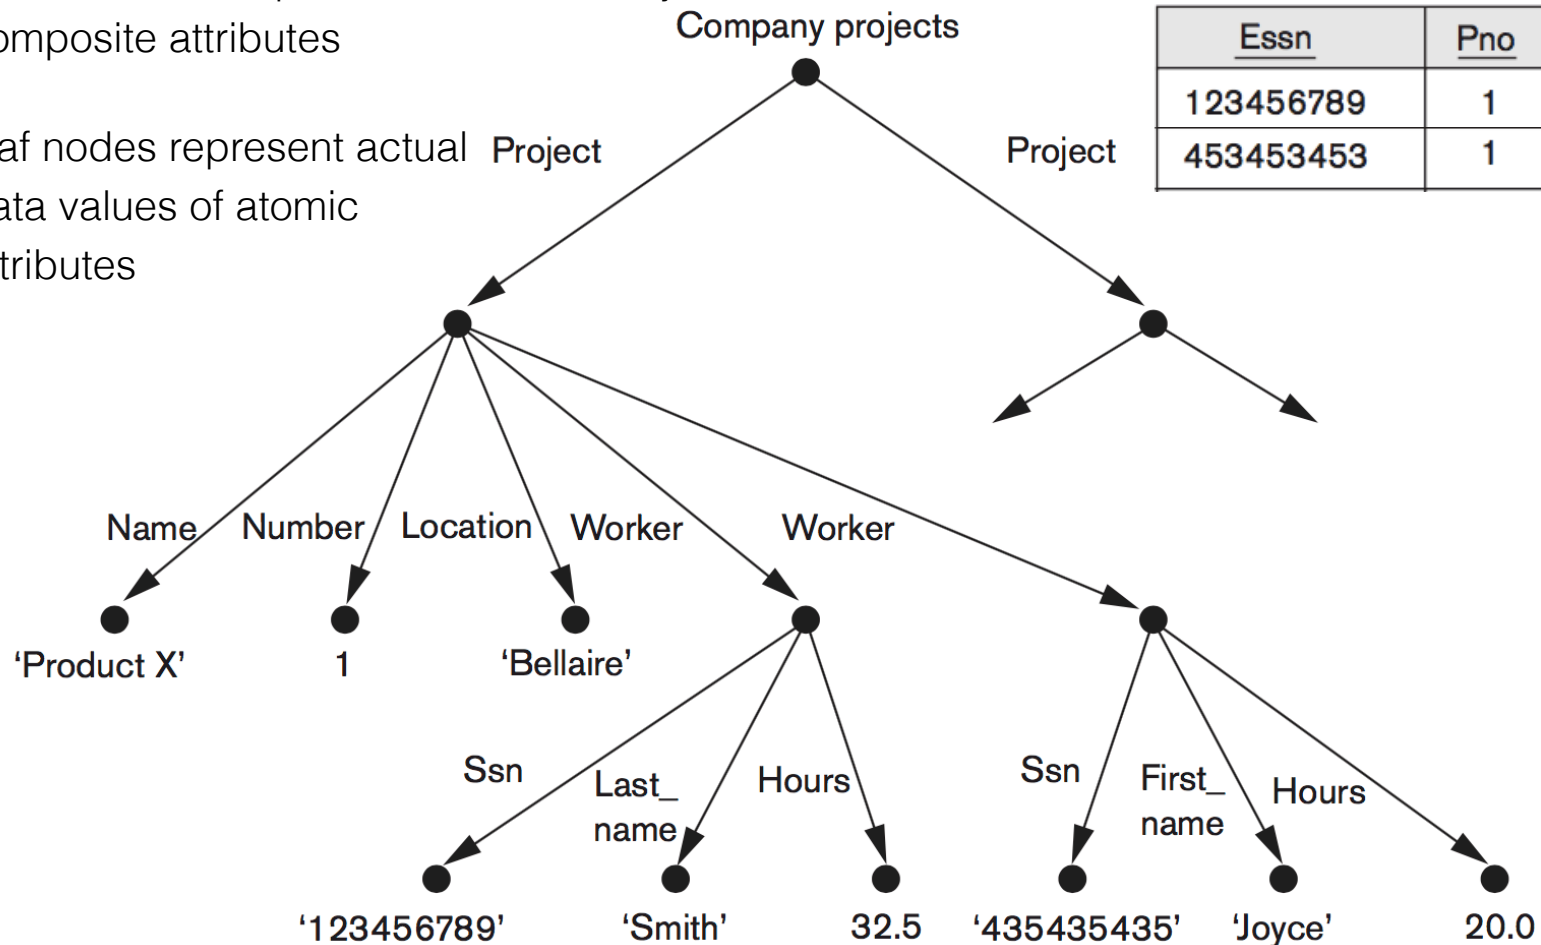 Company projects
omposite attributes
af nodes represent actual
ata values of atomic
tributes
Essn Pno
123456789 1
453453453 1
Project Project
Name Number Location Worker Worker
‘Product X’ 1 ‘Bellaire’
Ssn Last_ name Hours Ssn First_ name Hours
‘123456789’ ‘Smith’ 32.5 ‘435435435’ ‘Joyce’ 20.0